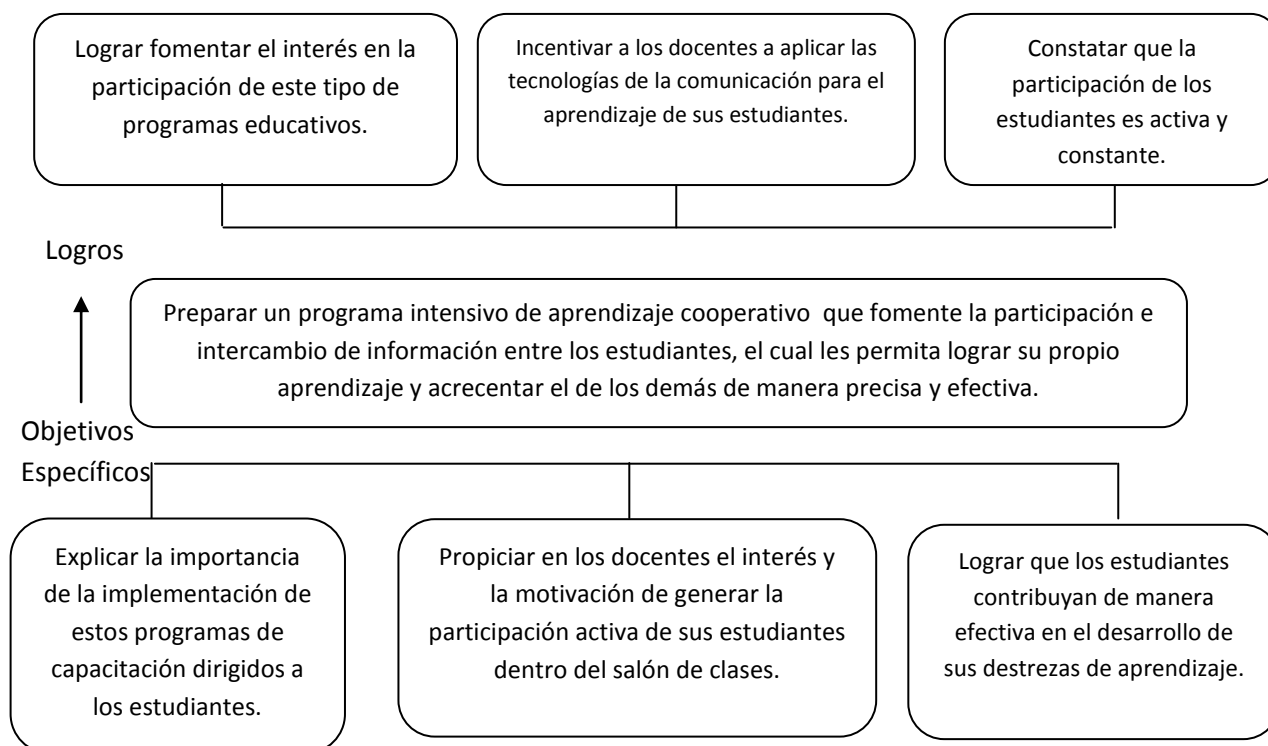 Lograr fomentar el interés en la
participación de este tipo de
programas educativos.
Incentivar a los docentes a aplicar las
tecnologías de la comunicación para el
aprendizaje de sus estudiantes.
Constatar que la
participación de los
estudiantes es activa y
constante.
Logros
Preparar un programa intensivo de aprendizaje cooperativo  que fomente la participación e
intercambio de información entre los estudiantes, el cual les permita lograr su propio
aprendizaje y acrecentar el de los demás de manera precisa y efectiva.
Objetivos
Específicos
Explicar la importancia
de la implementación de
estos programas de
capacitación dirigidos a
los estudiantes.
Propiciar en los docentes el interés y
la motivación de generar la
participación activa de sus estudiantes
dentro del salón de clases.
Lograr que los estudiantes
contribuyan de manera
efectiva en el desarrollo de
sus destrezas de aprendizaje.